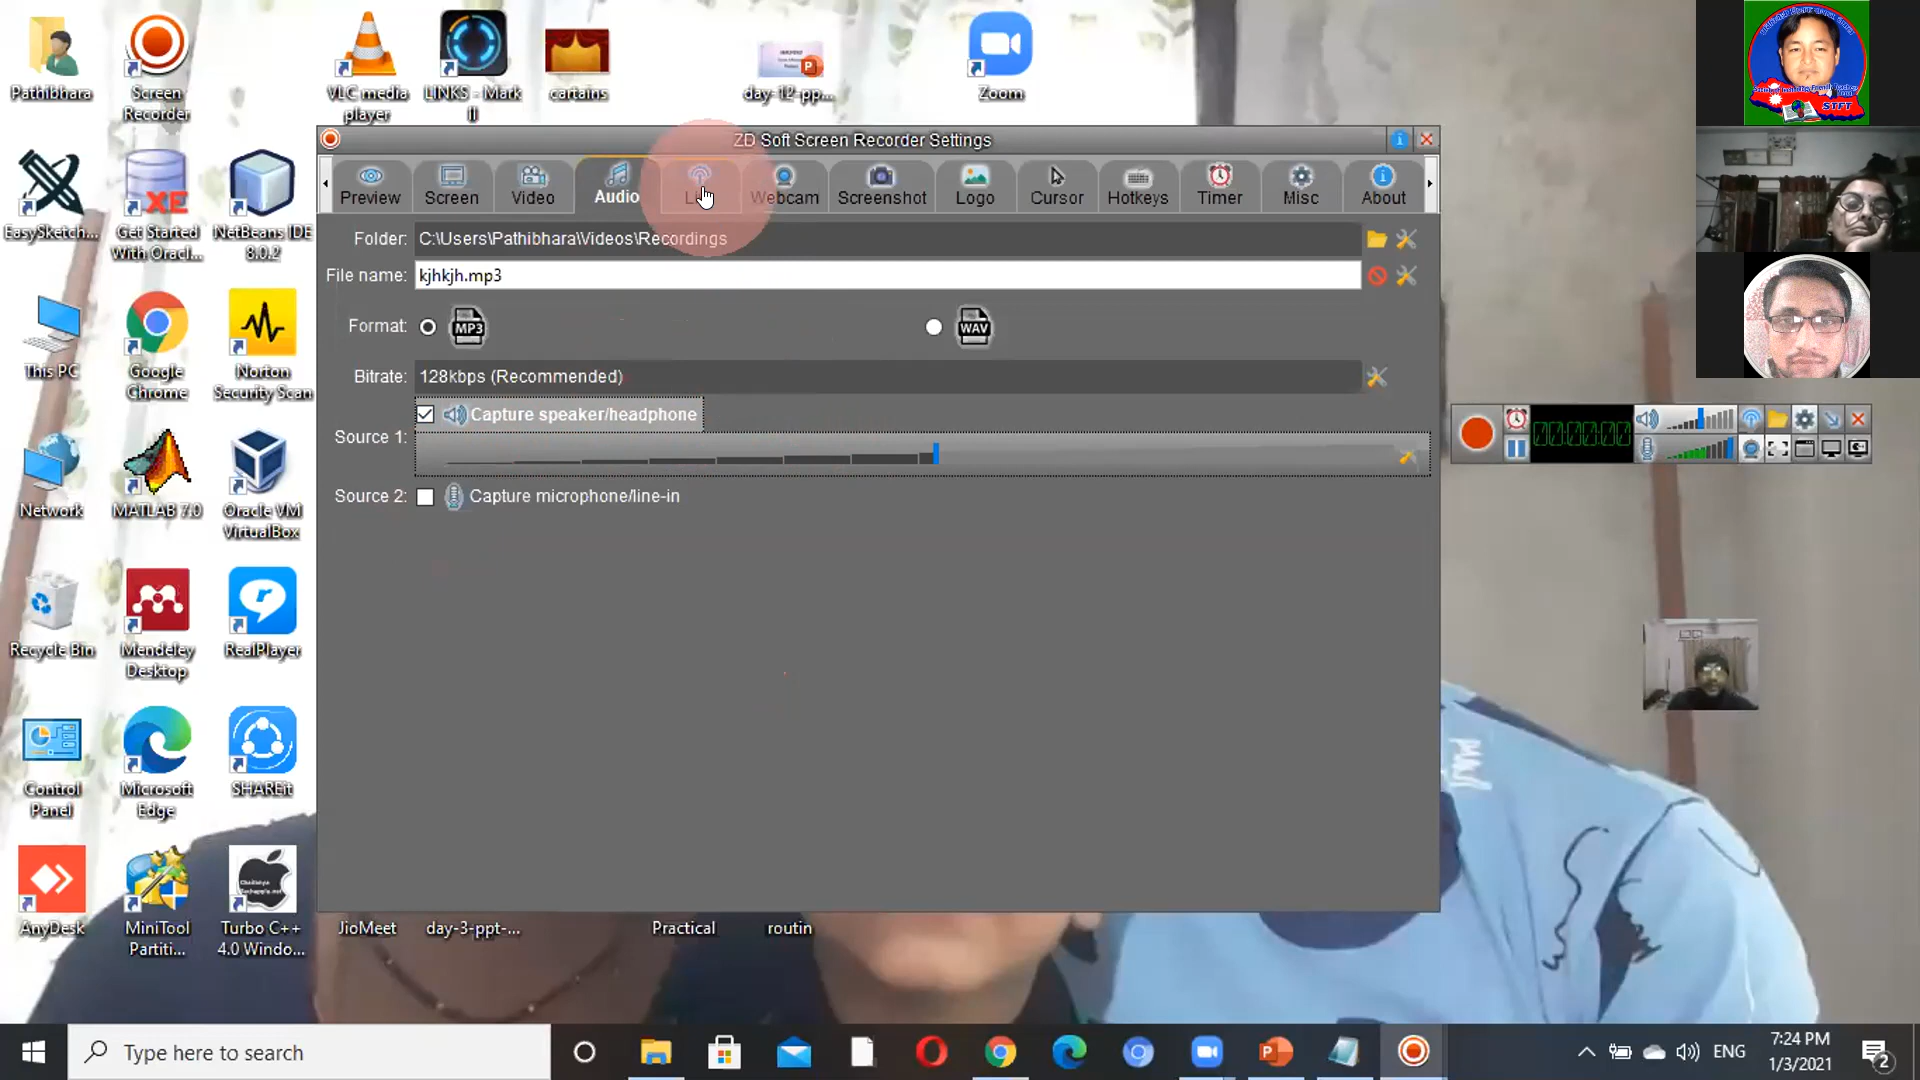 Pathibhara
Screen
Recorder
VLC media
player
LINKS - Mark
II
cartains
day-12-pp...
Zoom
ZD Soft Screen Recorder Settings
Preview
Screen
Video
Audio
Webcam
Screenshot
Logo
Cursor
Hotkeys
Timer
Misc
About
Folder: C:\Users\Pathibhara\Videos\Recordings
File name: kjhkjh.mp3
Format: MP3 WAV
Bitrate: 128kbps (Recommended)
Capture speaker/headphone
Source 1:
Source 2: Capture microphone/line-in
00:00:00
STFT
EasySketch...
Get Started
With Oracl...
XE
NetBeans IDE
8.0.2
This PC
Google
Chrome
Norton
Security Scan
Network
MATLAB 7.0
Oracle VM
VirtualBox
Recycle Bin
Mendeley
Desktop
RealPlayer
Control
Panel
Microsoft
Edge
SHAREit
AnyDesk
MiniTool
Partiti...
Turbo C++
4.0 Windo...
JioMeet
day-3-ppt-...
Practical
routin
Type here to search
ENG
7:24 PM
1/3/2021
2